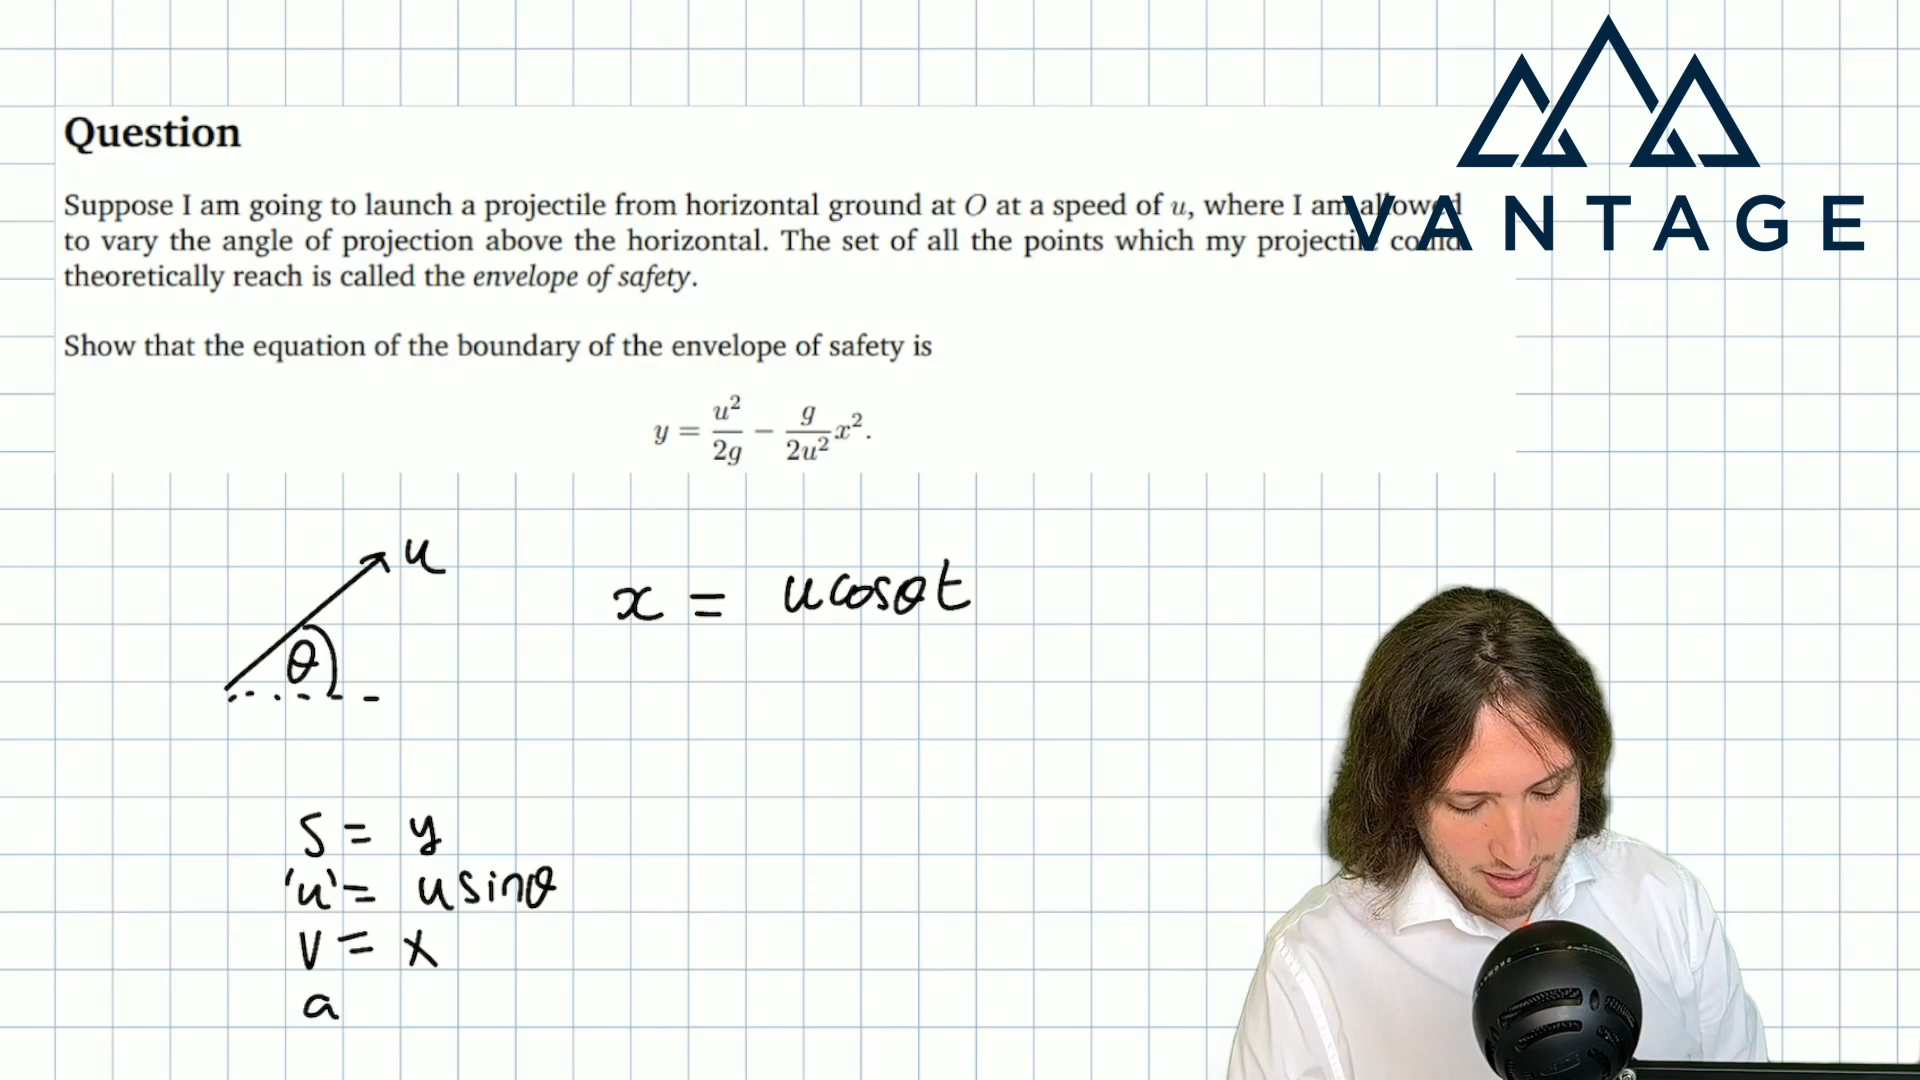 VANTAGE
Question
Suppose I am going to launch a projectile from horizontal ground at O at a speed of u, where I am allowed
to vary the angle of projection above the horizontal. The set of all the points which my projectile could
theoretically reach is called the envelope of safety.
Show that the equation of the boundary of the envelope of safety is
y = u²/2g − g/2u² x².
u
θ
x = u cosθ t
s = y
'u' = u sinθ
v = x
a